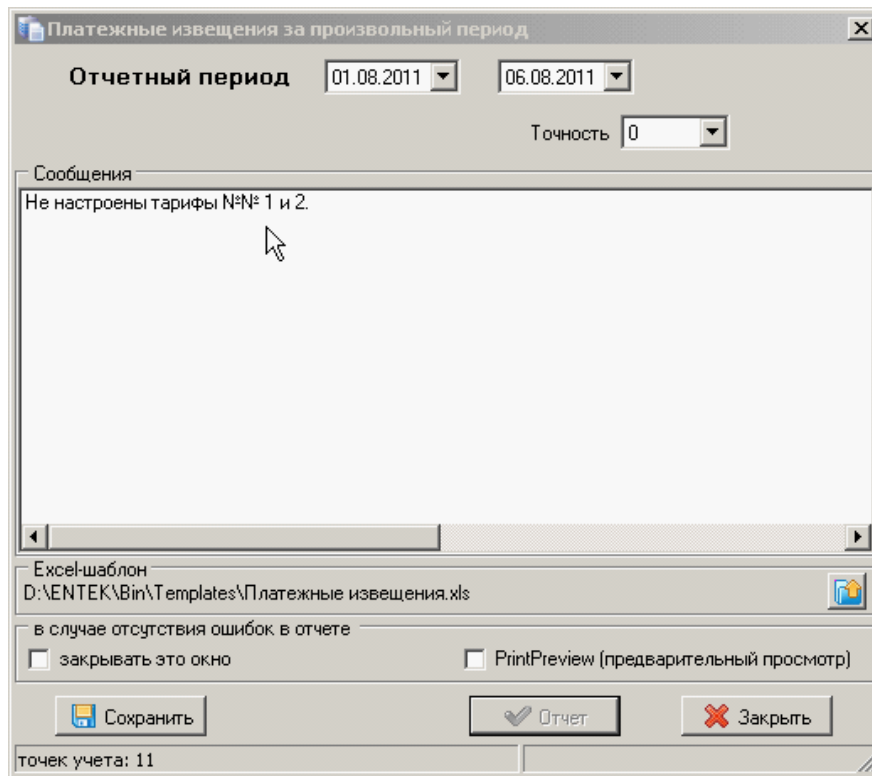 Платежные извещения за произвольный период
Отчетный период 01.08.2011 06.08.2011
Точность 0
Сообщения
Не настроены тарифы №№ 1 и 2.
Excel-шаблон
D:\ENTEK\Bin\Templates\Платежные извещения.xls
в случае отсутствия ошибок в отчете
закрывать это окно PrintPreview (предварительный просмотр)
Сохранить Отчет Закрыть
точек учета: 11